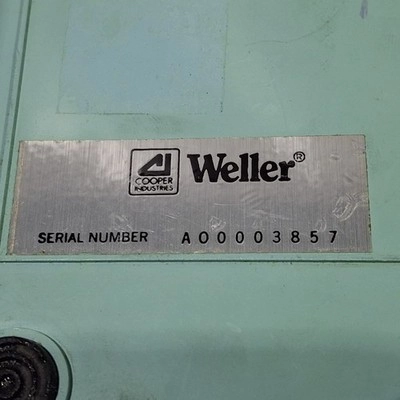 COOPER
INDUSTRIES
Weller®
SERIAL NUMBER A00003857